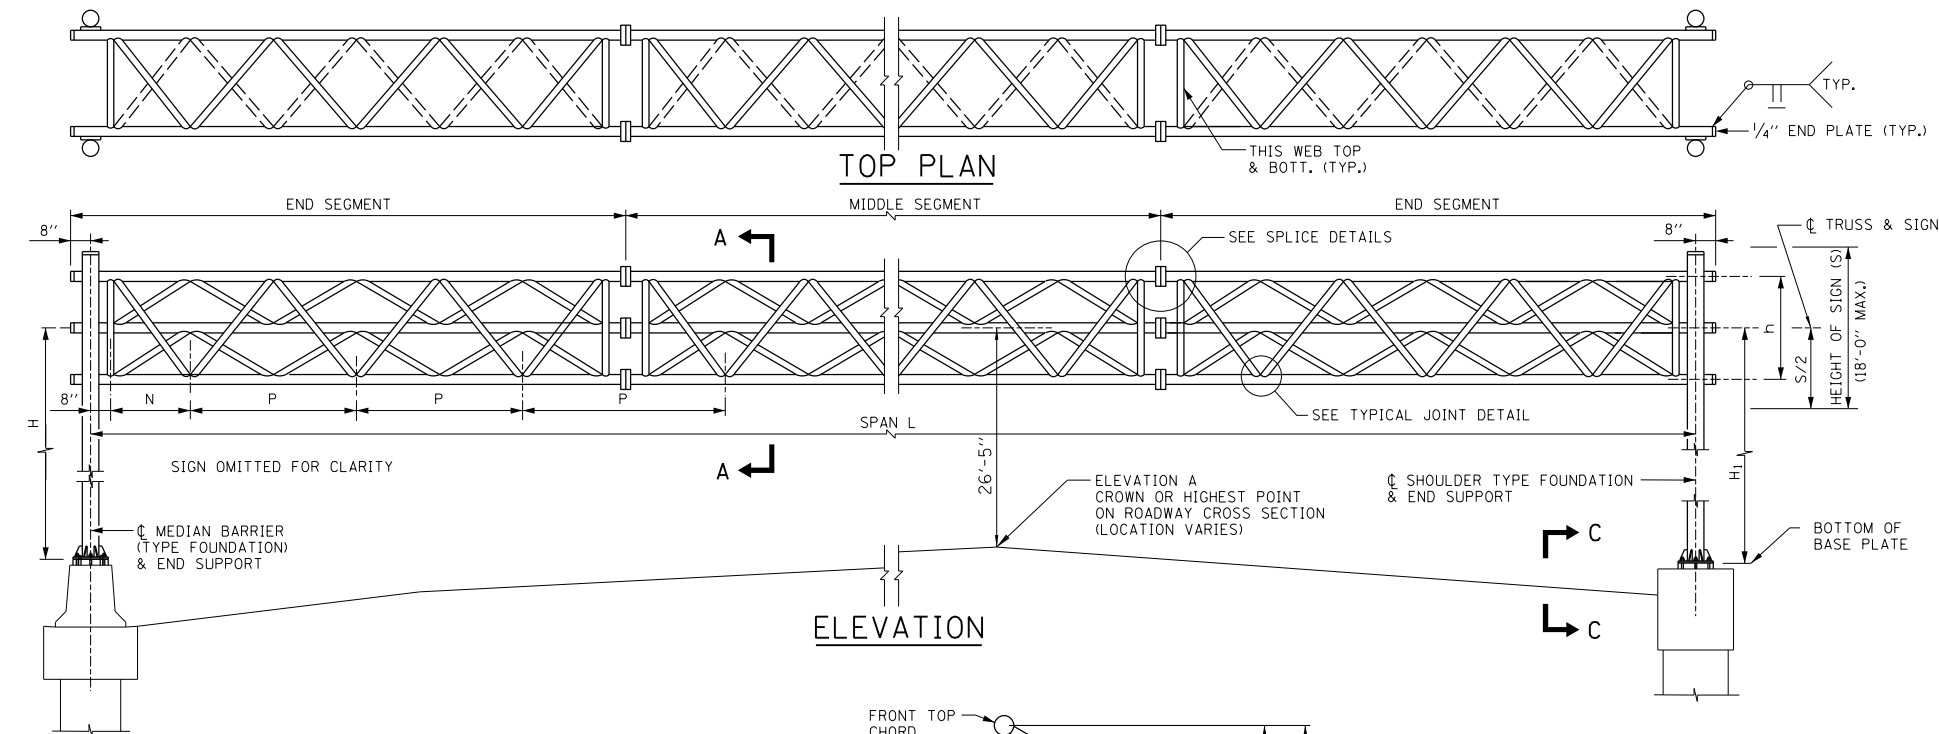 TYP.
1/4" END PLATE (TYP.)
THIS WEB TOP
& BOTT. (TYP.)
TOP PLAN
END SEGMENT
MIDDLE SEGMENT
END SEGMENT
8"
A
SEE SPLICE DETAILS
8"
℄ TRUSS & SIGN
HEIGHT OF SIGN (S)
(18'-0" MAX.)
h
S/2
8"
N
P
P
P
SEE TYPICAL JOINT DETAIL
H
SPAN L
A
SIGN OMITTED FOR CLARITY
26'-5"
H1
ELEVATION A
CROWN OR HIGHEST POINT
ON ROADWAY CROSS SECTION
(LOCATION VARIES)
℄ SHOULDER TYPE FOUNDATION
& END SUPPORT
℄ MEDIAN BARRIER
(TYPE FOUNDATION)
& END SUPPORT
C
BOTTOM OF
BASE PLATE
ELEVATION
C
FRONT TOP
CHORD